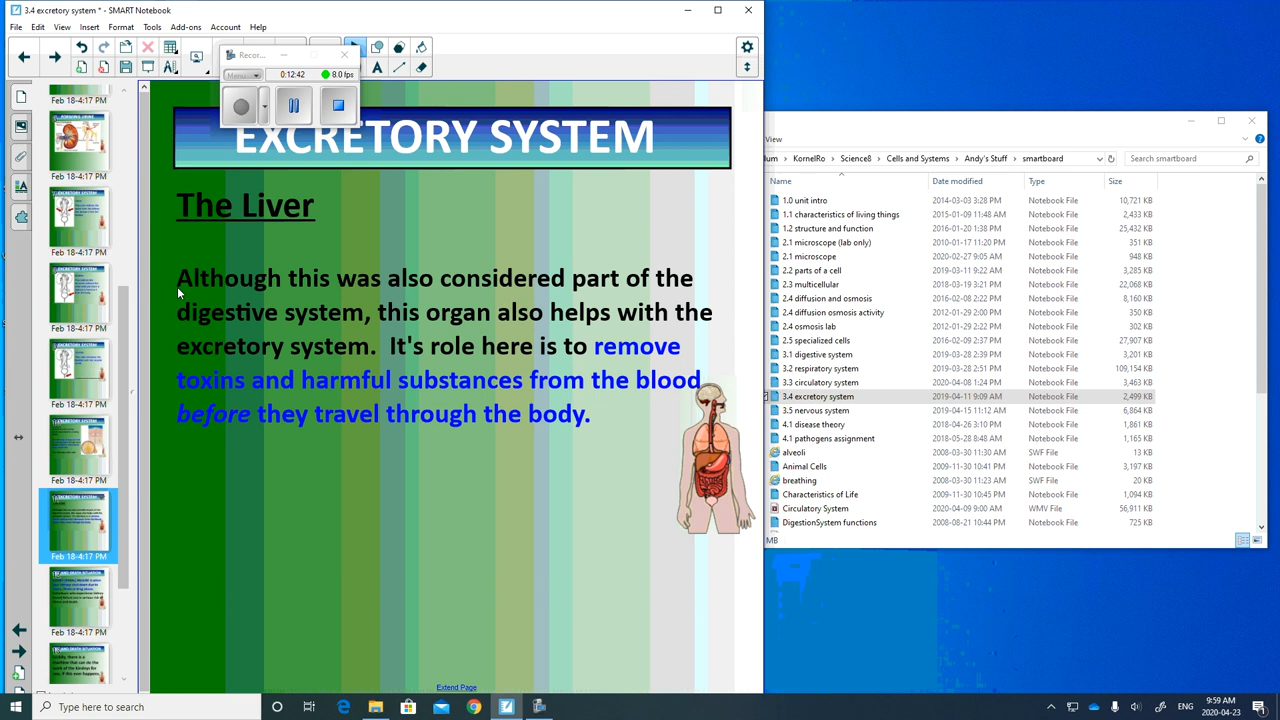 3.4 excretory system * - SMART Notebook
File Edit View Insert Format Tools Add-ons Account Help
Recor...
Menu
0:12:42
8.0 fps
EXCRETORY SYSTEM
The Liver
Although this was also considered part of the
digestive system, this organ also helps with the
excretory system. It's role here is to remove
toxins and harmful substances from the blood
before they travel through the body.
Extend Page
Feb 18-4:17 PM
FORMING URINE
Feb 18-4:17 PM
EXCRETORY SYSTEM
Feb 18-4:17 PM
EXCRETORY SYSTEM
Feb 18-4:17 PM
EXCRETORY SYSTEM
Feb 18-4:17 PM
EXCRETORY SYSTEM
Feb 18-4:17 PM
EXCRETORY SYSTEM
Feb 18-4:17 PM
Feb 18-4:17 PM
View
lum KornelRo Science8 Cells and Systems Andy's Stuff smartboard
Search smartboard
Name Date modified Type Size
1.0 unit intro 2014-03-03 3:28 PM Notebook File 10,721 KB
1.1 characteristics of living things 2015-01-09 11:48 AM Notebook File 2,433 KB
1.2 structure and function 2016-01-20 1:38 PM Notebook File 25,432 KB
2.1 microscope (lab only) 2010-01-17 11:20 PM Notebook File 351 KB
2.1 microscope 2020-02-27 9:05 AM Notebook File 948 KB
2.2 parts of a cell 2019-03-11 9:22 AM Notebook File 3,285 KB
2.3 multicellular 2018-02-19 3:21 PM Notebook File 22,068 KB
2.4 diffusion and osmosis 2016-02-08 2:22 PM Notebook File 8,160 KB
2.4 diffusion osmosis activity 2012-01-29 2:00 PM Notebook File 104 KB
2.4 osmosis lab 2012-01-29 2:22 PM Notebook File 302 KB
2.5 specialized cells 2016-02-09 2:37 PM Notebook File 27,907 KB
3.1 digestive system 2019-03-28 2:39 PM Notebook File 3,201 KB
3.2 respiratory system 2019-03-28 2:51 PM Notebook File 109,154 KB
3.3 circulatory system 2020-04-08 1:24 PM Notebook File 3,463 KB
3.4 excretory system 2019-04-11 9:09 AM Notebook File 2,499 KB
3.5 nervous system 2019-04-15 11:12 AM Notebook File 6,864 KB
4.1 disease theory 2018-03-26 3:10 PM Notebook File 1,861 KB
4.1 pathogens assignment 2018-03-28 8:48 AM Notebook File 1,165 KB
alveoli 2008-03-30 11:30 AM SWF File 13 KB
Animal Cells 2009-11-30 10:41 PM Notebook File 3,197 KB
breathing 2008-03-30 11:23 AM SWF File 20 KB
Characteristics of Life 2009-11-30 10:45 PM Notebook File 1,094 KB
Circulatory System 2020-04-09 9:00 AM WMV File 56,911 KB
DigestionSystem functions 2008-08-21 10:44 PM Notebook File 725 KB
MB
Type here to search
ENG
9:59 AM
2020-04-23